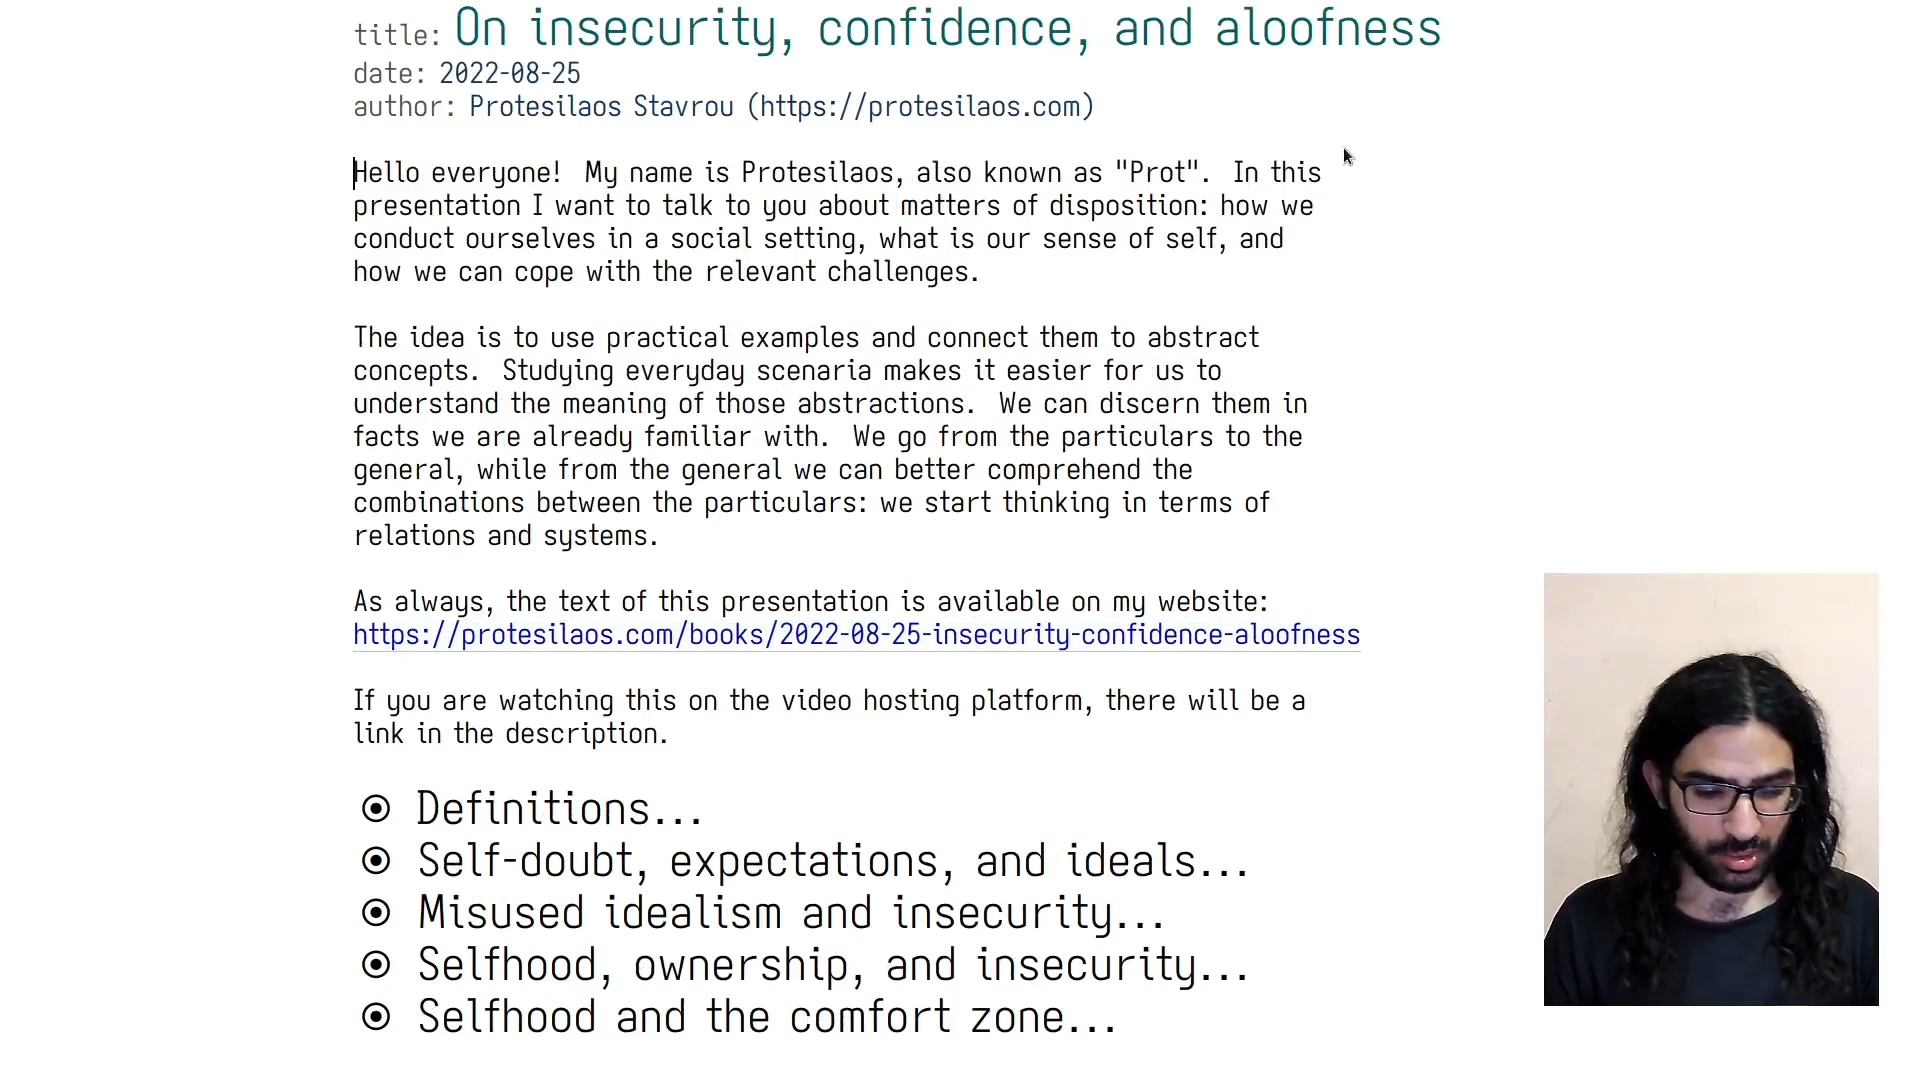 title: On insecurity, confidence, and aloofness
date: 2022-08-25
author: Protesilaos Stavrou (https://protesilaos.com)
Hello everyone!  My name is Protesilaos, also known as "Prot".  In this
presentation I want to talk to you about matters of disposition: how we
conduct ourselves in a social setting, what is our sense of self, and
how we can cope with the relevant challenges.
The idea is to use practical examples and connect them to abstract
concepts.  Studying everyday scenaria makes it easier for us to
understand the meaning of those abstractions.  We can discern them in
facts we are already familiar with.  We go from the particulars to the
general, while from the general we can better comprehend the
combinations between the particulars: we start thinking in terms of
relations and systems.
As always, the text of this presentation is available on my website:
https://protesilaos.com/books/2022-08-25-insecurity-confidence-aloofness
If you are watching this on the video hosting platform, there will be a
link in the description.
◉ Definitions...
◉ Self-doubt, expectations, and ideals...
◉ Misused idealism and insecurity...
◉ Selfhood, ownership, and insecurity...
◉ Selfhood and the comfort zone...